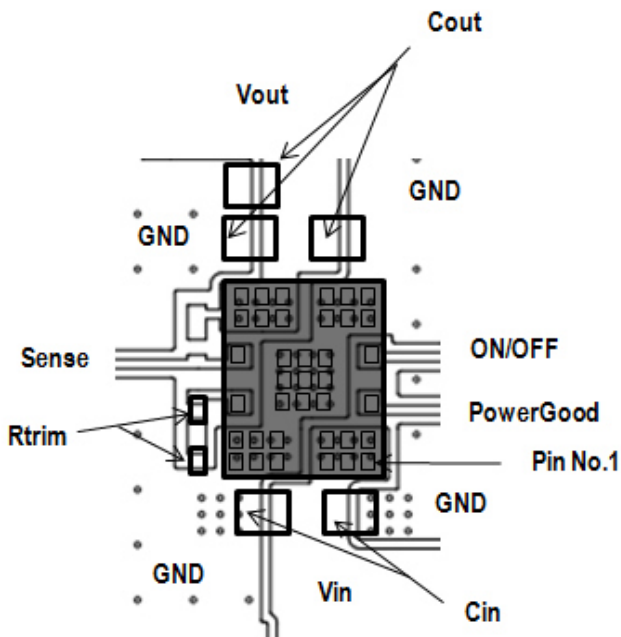 Cout
Vout
GND
GND
Sense
ON/OFF
PowerGood
Rtrim
Pin No.1
GND
GND
Vin
Cin